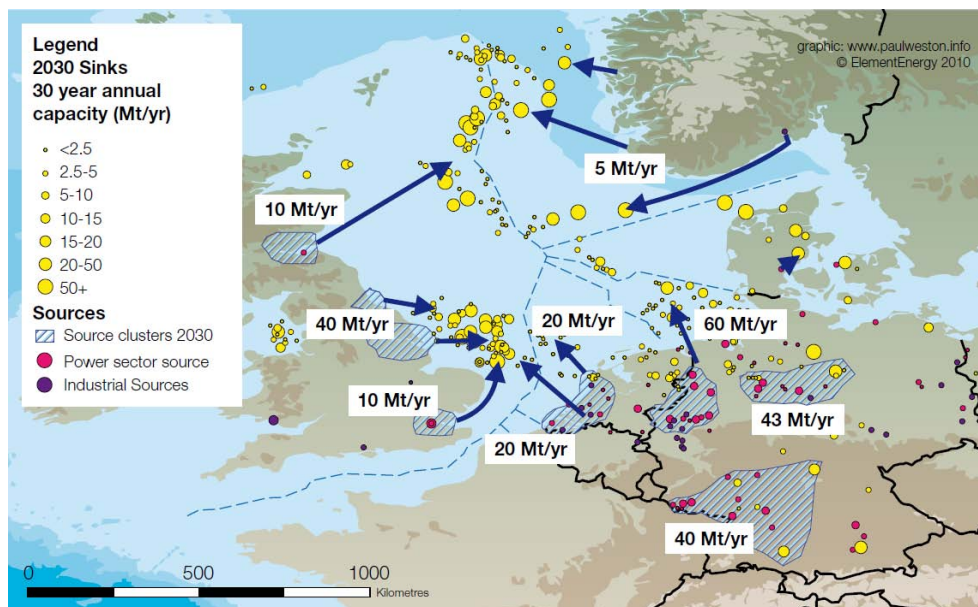 Legend
2030 Sinks
30 year annual
capacity (Mt/yr)
<2.5
2.5-5
5-10
10-15
15-20
20-50
50+
Sources
Source clusters 2030
Power sector source
Industrial Sources
graphic: www.paulweston.info
© ElementEnergy 2010
5 Mt/yr
10 Mt/yr
40 Mt/yr
20 Mt/yr
60 Mt/yr
10 Mt/yr
20 Mt/yr
43 Mt/yr
40 Mt/yr
0 500 1000
Kilometres